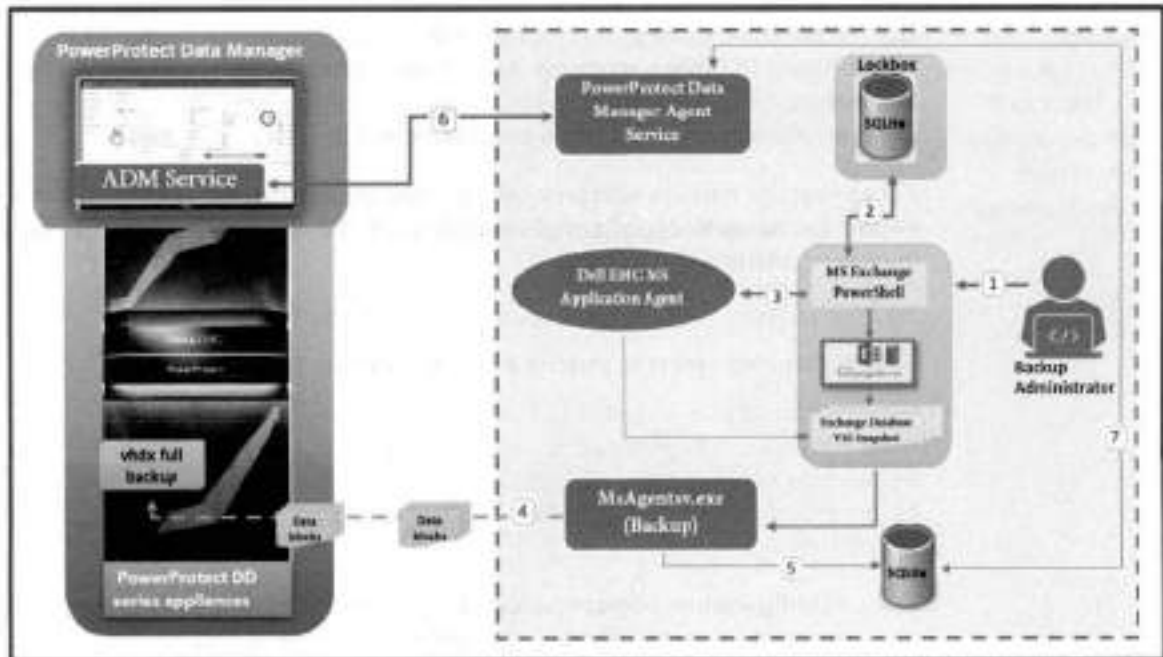 PowerProtect Data Manager
ADM Service
vhdx full
backup
PowerProtect DD
series appliences
Data
blocks
Data
blocks
4
6
PowerProtect Data
Manager Agent
Service
Lockbox
SQLite
2
Dell EMC MS
Application Agent
3
MS Exchange
PowerShell
1
Exchange Database
VSS Snapshot
Backup
Administrator
7
MsAgentsv.exe
(Backup)
5
SQLite